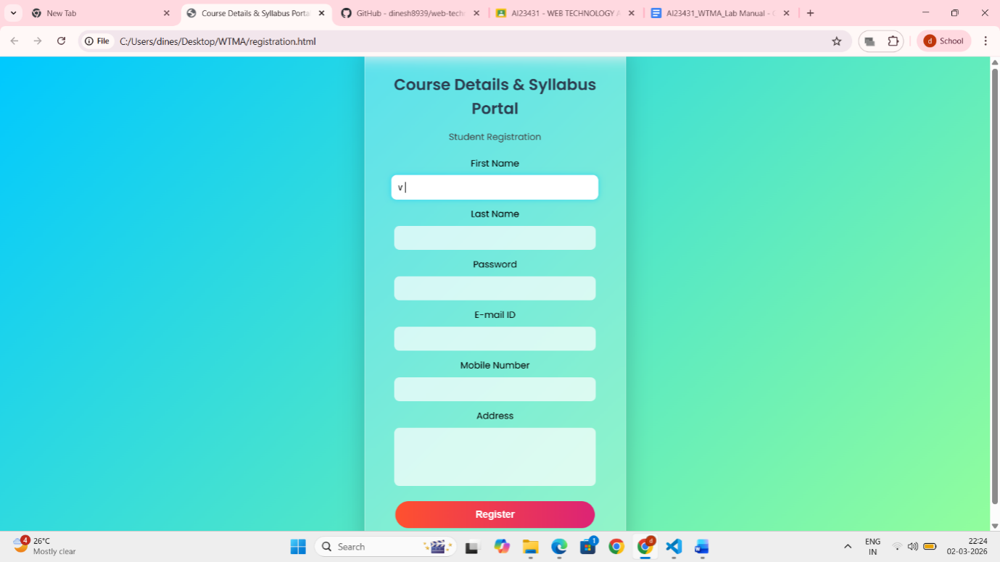 New Tab
Course Details & Syllabus Porta
GitHub - dinesh8939/web-tech
AI23431 - WEB TECHNOLOGY A
AI23431_WTMA_Lab Manual - G
File
C:/Users/dines/Desktop/WTMA/registration.html
d
School
Course Details & Syllabus
Portal
Student Registration
First Name
v
Last Name
Password
E-mail ID
Mobile Number
Address
Register
4
26°C
Mostly clear
Search
1
d
ENG
IN
22:24
02-03-2026